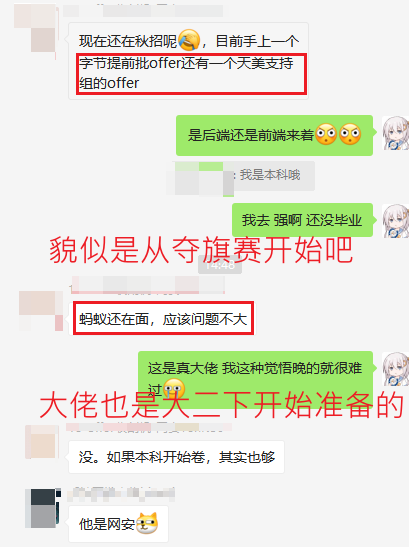 现在还在秋招呢，目前手上一个
字节提前批offer还有一个天美支持
组的offer
是后端还是前端来着
: 我是本科哦
我去 强啊 还没毕业
貌似是从夺旗赛开始吧
14:48
蚂蚁还在面，应该问题不大
这是真大佬 我这种觉悟晚的就很难
过
大佬也是大二下开始准备的
没。如果本科开始卷，其实也够
他是网安